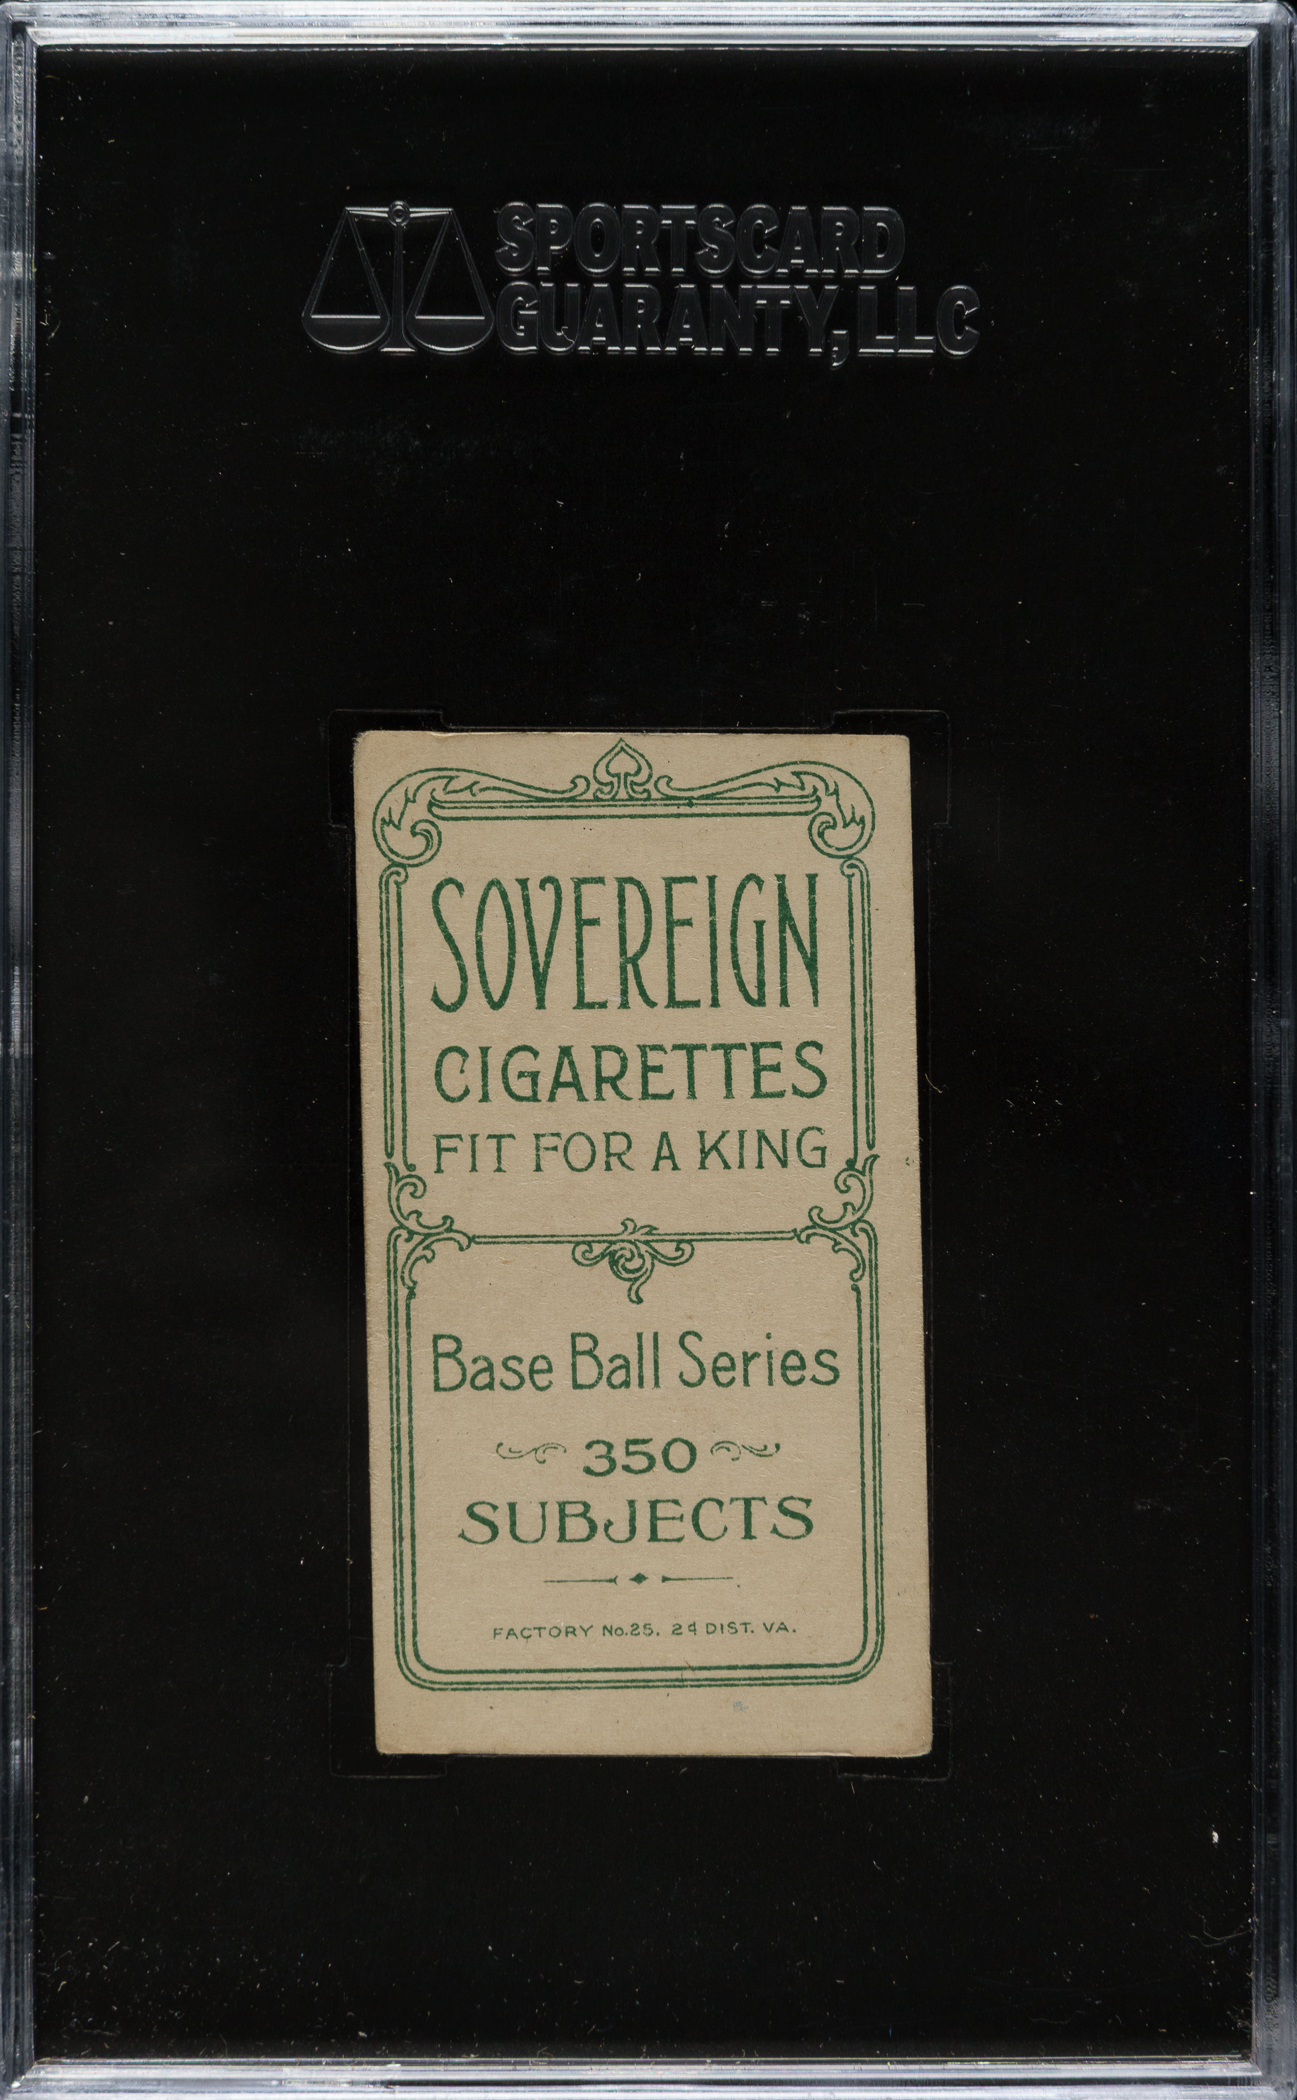 SPORTSCARD
GUARANTY, LLC
SOVEREIGN
CIGARETTES
FIT FOR A KING
Base Ball Series
350
SUBJECTS
FACTORY No.25. 2d DIST. VA.